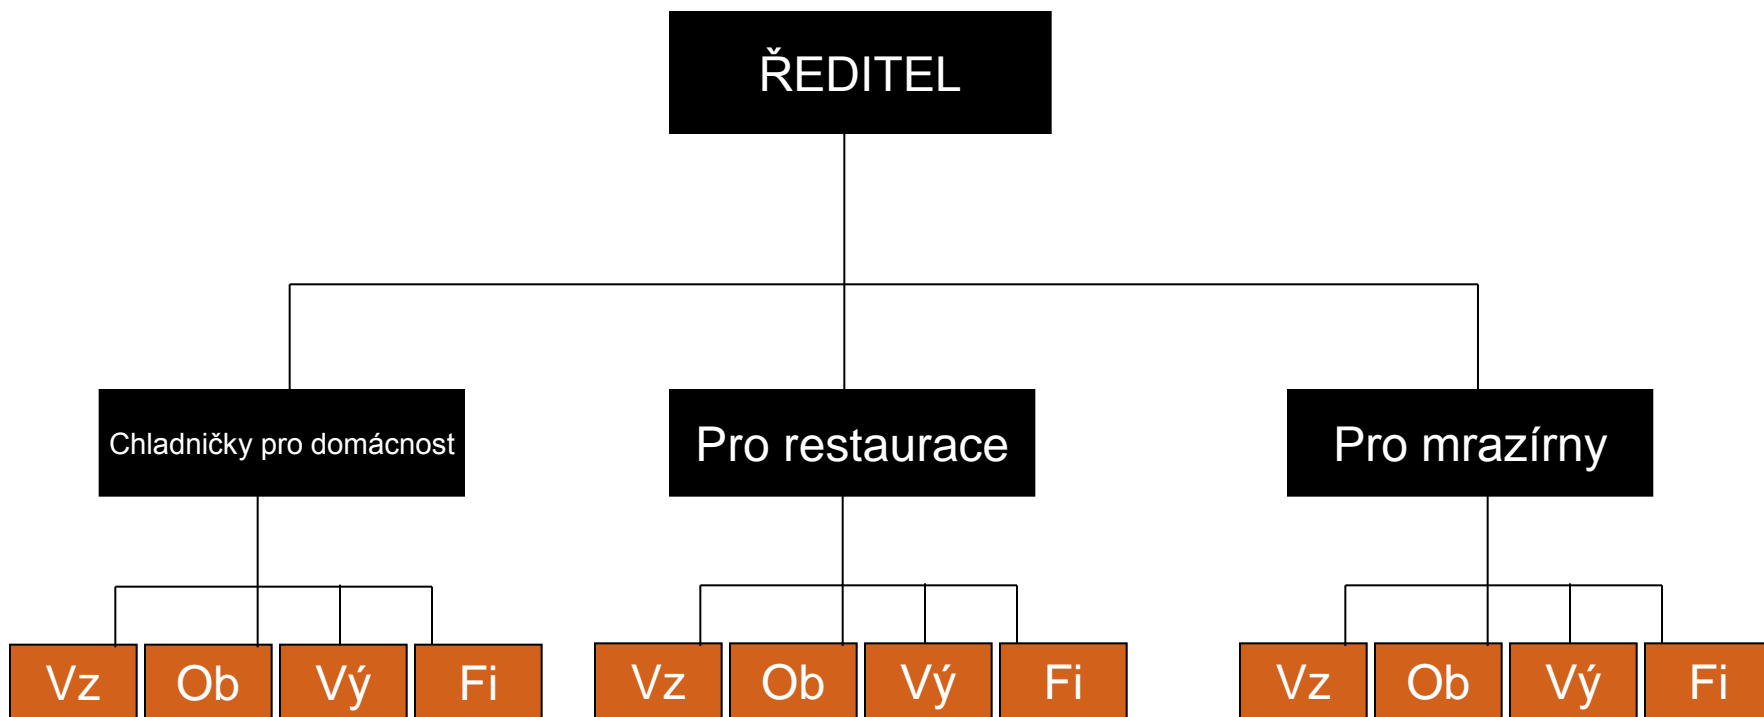 ŘEDITEL
Chladničky pro domácnost
Pro restaurace
Pro mrazírny
Vz Ob Vý Fi Vz Ob Vý Fi Vz Ob Vý Fi